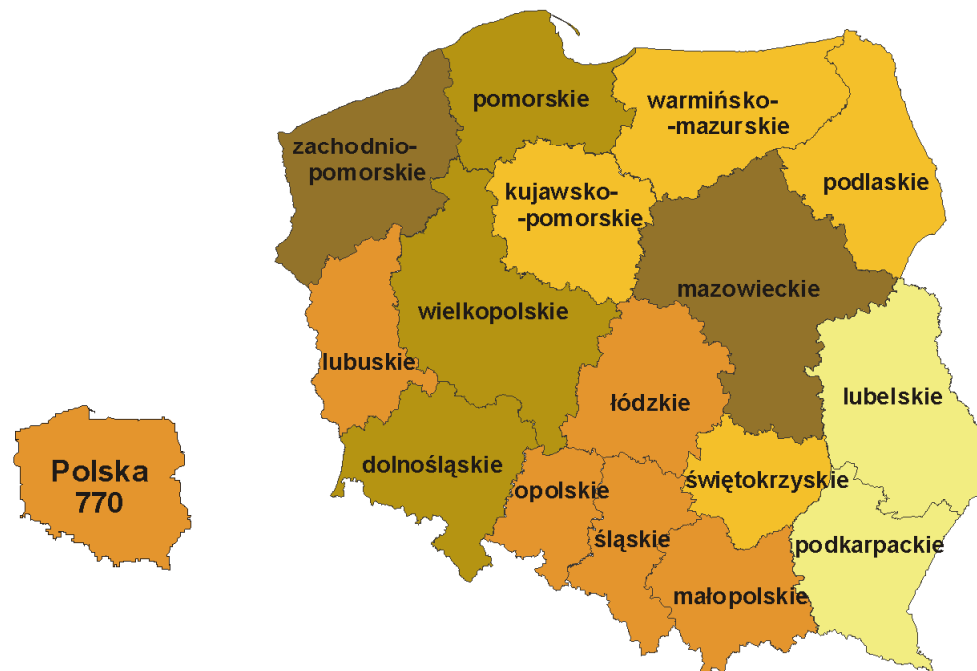 pomorskie
warmińsko-
-mazurskie
zachodnio-
pomorskie
podlaskie
kujawsko-
-pomorskie
mazowieckie
wielkopolskie
lubuskie
lubelskie
łódzkie
dolnośląskie
Polska
770
opolskie
świętokrzyskie
śląskie
podkarpackie
małopolskie